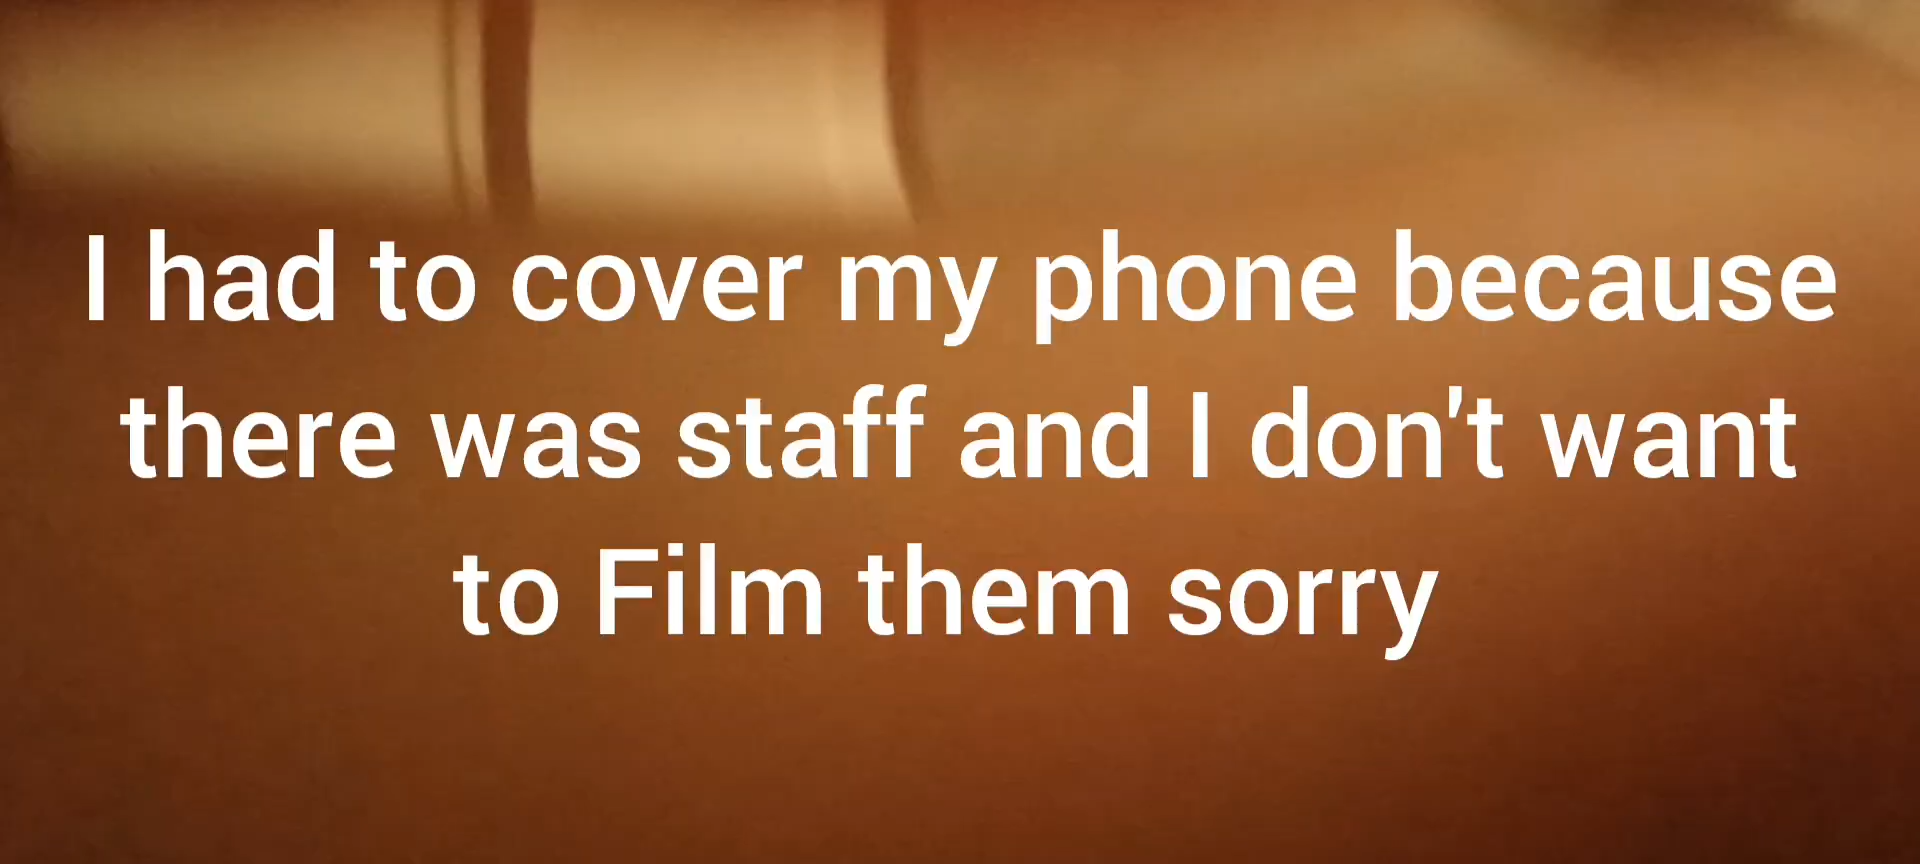 I had to cover my phone because
there was staff and I don't want
to Film them sorry